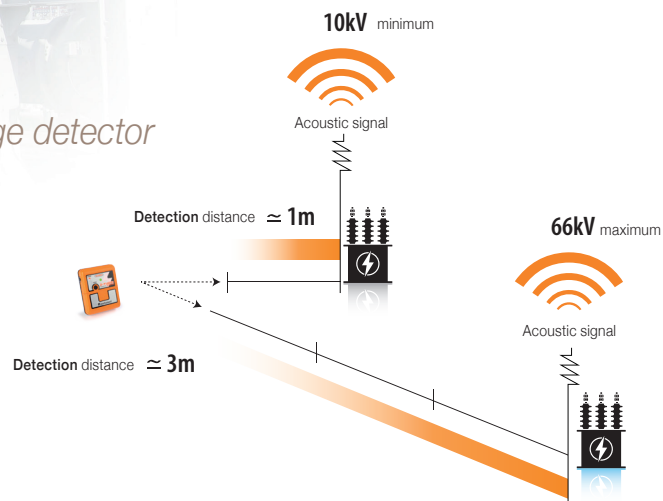 10kV minimum
Acoustic signal
ge detector
Detection distance ≃ 1m
66kV maximum
Acoustic signal
Detection distance ≃ 3m